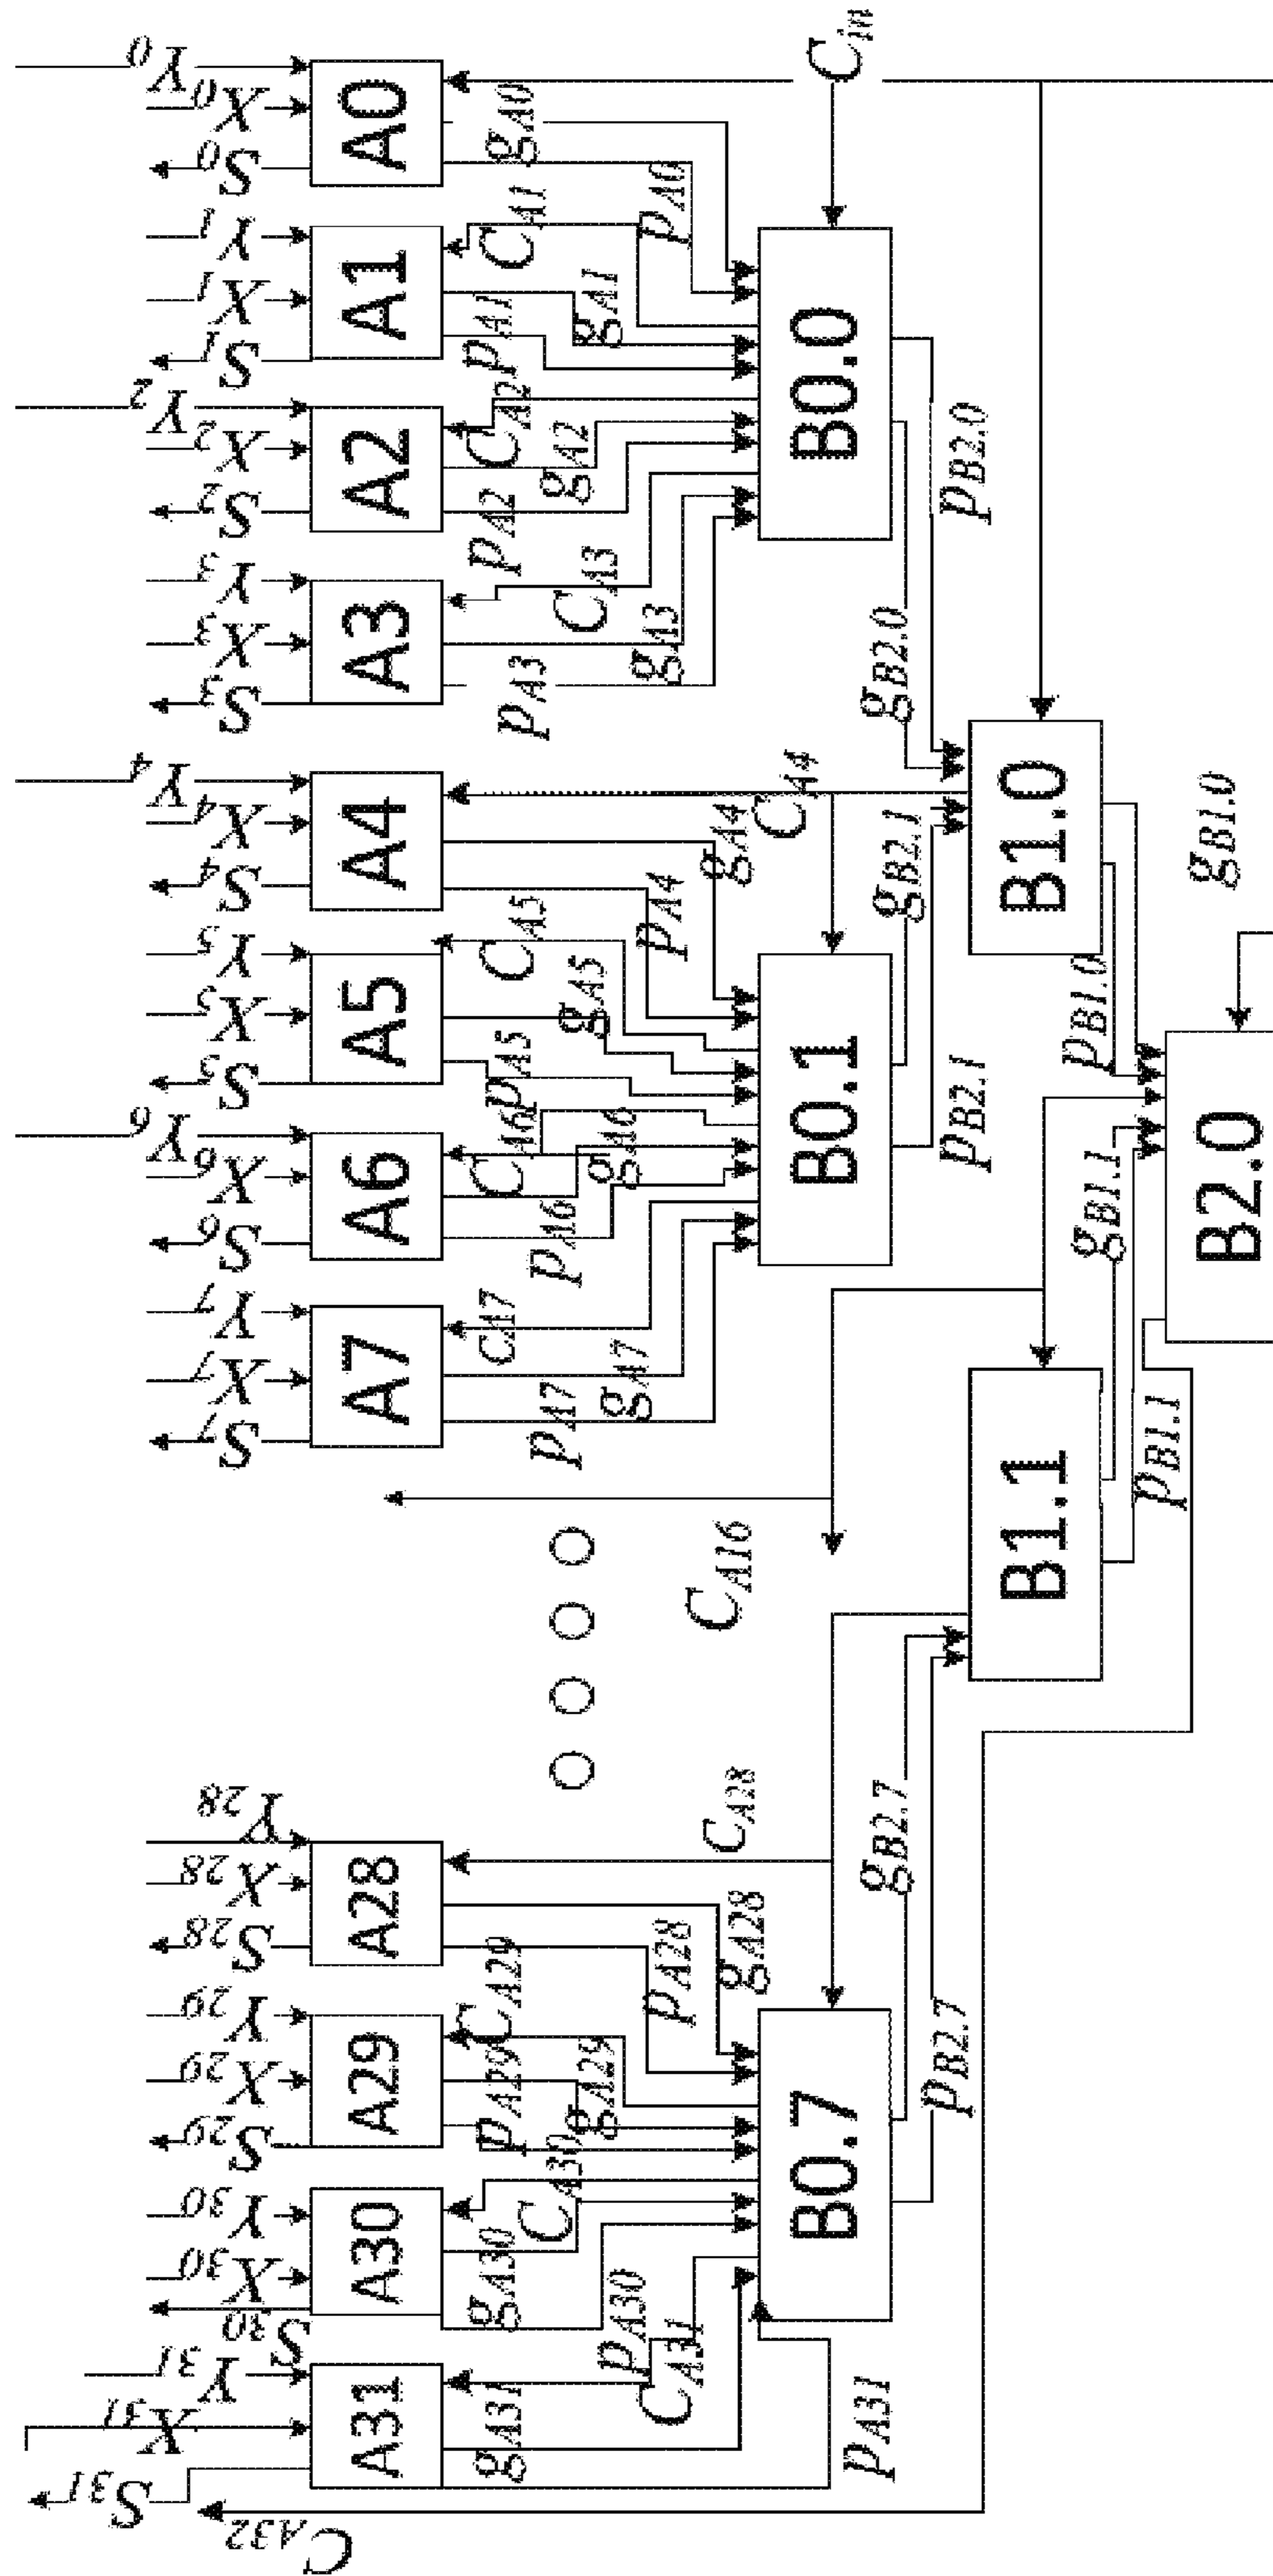 Y0
X0
S0
Y1
X1
S1
Y2
X2
S2
Y3
X3
S3
Y4
X4
S4
Y5
X5
S5
Y6
X6
S6
Y7
X7
S7
Y28
X28
S28
Y29
X29
S29
Y30
X30
S30
Y31
X31
S31
CA32
A0
A1
A2
A3
A4
A5
A6
A7
A28
A29
A30
A31
gA0
pA0
CA1
gA1
pA1
CA2
gA2
pA2
CA3
gA3
pA3
CA4
gA4
pA4
CA5
gA5
pA5
CA6
gA6
pA6
CA7
gA7
pA7
CA16
O O O O
CA28
gA28
pA28
CA29
gA29
pA29
CA30
gA30
pA30
CA31
gA31
pA31
Cin
B0.0
B0.1
B0.7
pB2.0
gB2.0
gB2.1
pB2.1
gB2.7
pB2.7
B1.0
B1.1
gB1.0
pB1.0
gB1.1
pB1.1
B2.0